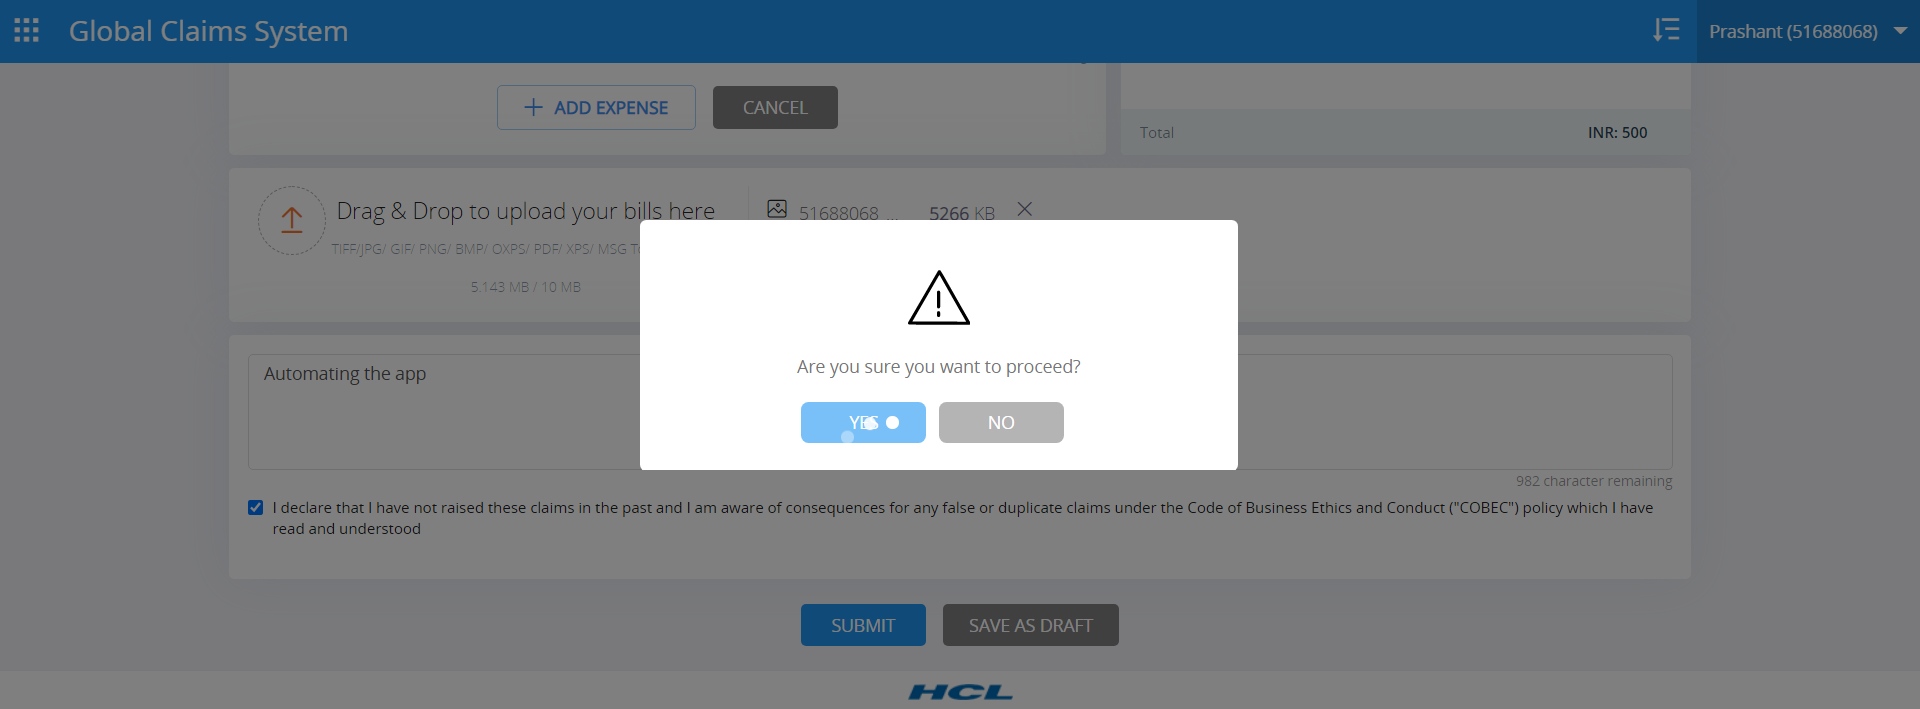 Global Claims System
Prashant (51688068)
ADD EXPENSE
CANCEL
Total
INR: 500
Drag & Drop to upload your bills here
51688068 ...
5266 KB
TIFF/JPG/ GIF/ PNG/ BMP/ OXPS/ PDF/ XPS/ MSG
5.143 MB / 10 MB
Are you sure you want to proceed?
YES
NO
Automating the app
982 character remaining
I declare that I have not raised these claims in the past and I am aware of consequences for any false or duplicate claims under the Code of Business Ethics and Conduct ("COBEC") policy which I have
read and understood
SUBMIT
SAVE AS DRAFT
HCL